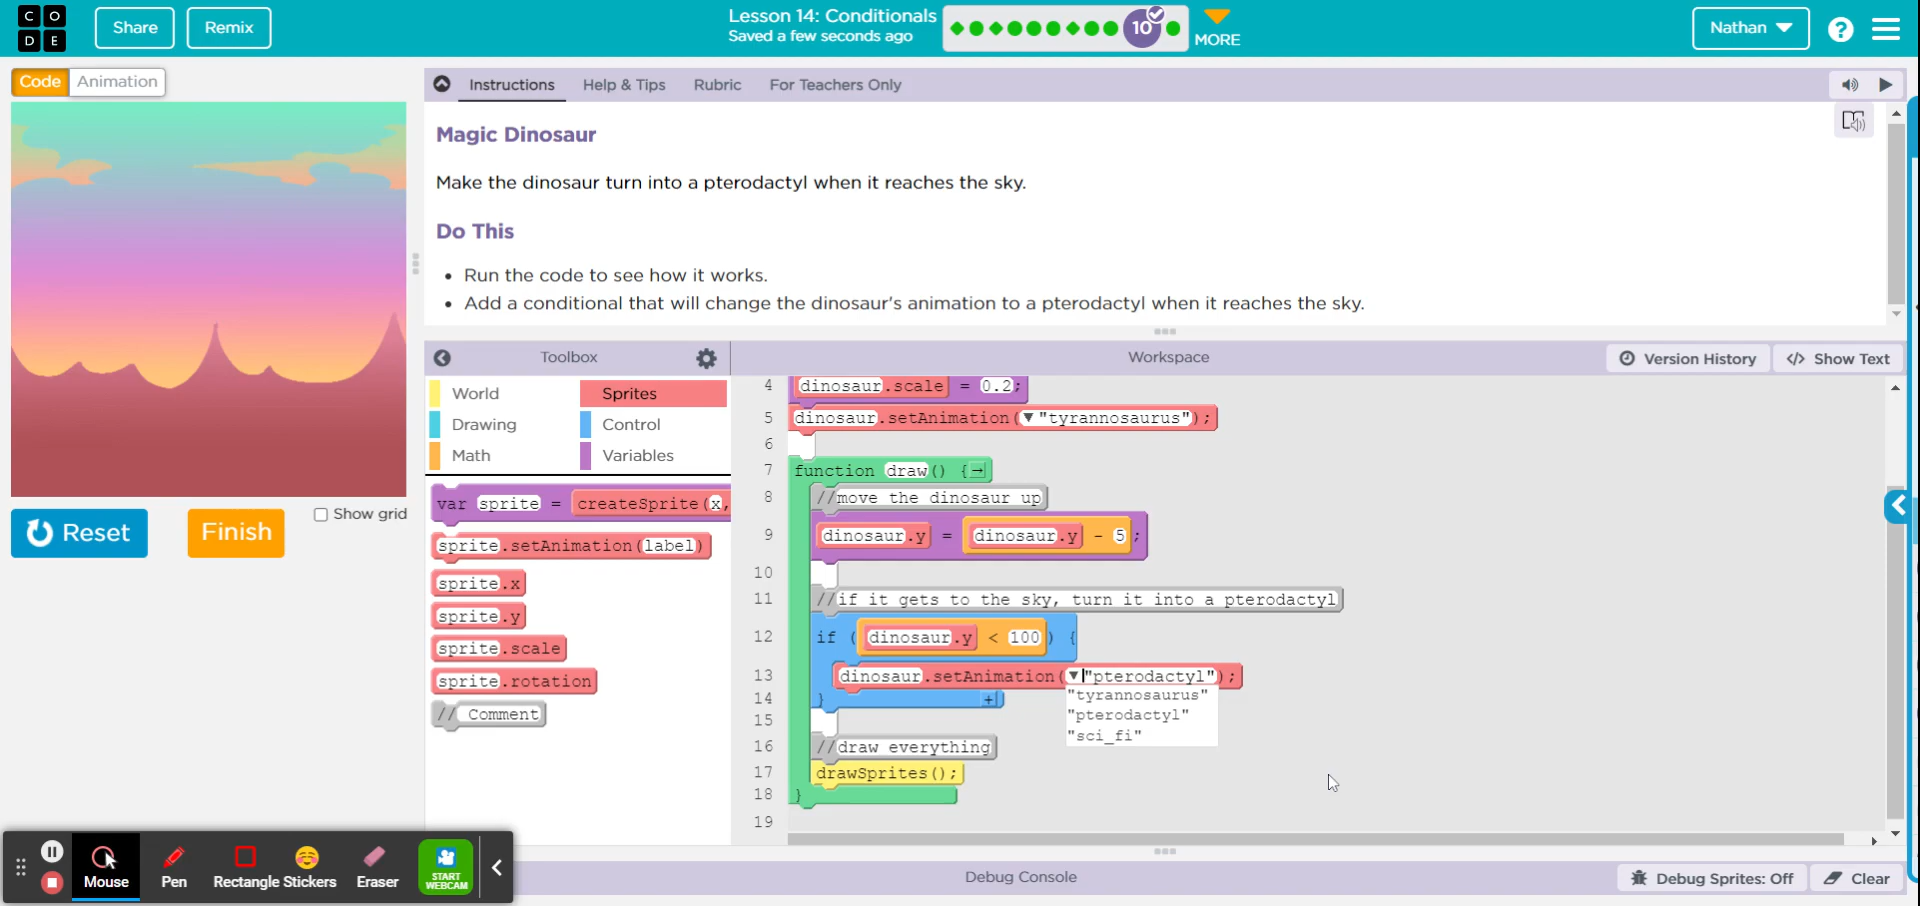 CODE
Share
Remix
Lesson 14: Conditionals
Saved a few seconds ago
10
MORE
Nathan
?
Code
Animation
Instructions
Help & Tips
Rubric
For Teachers Only
Magic Dinosaur
Make the dinosaur turn into a pterodactyl when it reaches the sky.
Do This
• Run the code to see how it works.
• Add a conditional that will change the dinosaur's animation to a pterodactyl when it reaches the sky.
Reset
Finish
Show grid
Toolbox
Workspace
Version History
</> Show Text
World
Sprites
Drawing
Control
Math
Variables
var sprite = createSprite(x,
sprite.setAnimation(label)
sprite.x
sprite.y
sprite.scale
sprite.rotation
// Comment
4 dinosaur.scale = 0.2;
5 dinosaur.setAnimation(▼"tyrannosaurus");
6
7 function draw() {→
8 //move the dinosaur up
9 dinosaur.y = dinosaur.y - 5;
10
11 //if it gets to the sky, turn it into a pterodactyl
12 if (dinosaur.y < 100) {
13 dinosaur.setAnimation(▼"pterodactyl");
"tyrannosaurus"
"pterodactyl"
"sci_fi"
14 } +
15
16 //draw everything
17 drawSprites();
18 }
19
Mouse
Pen
Rectangle
Stickers
Eraser
START WEBCAM
Debug Console
Debug Sprites: Off
Clear